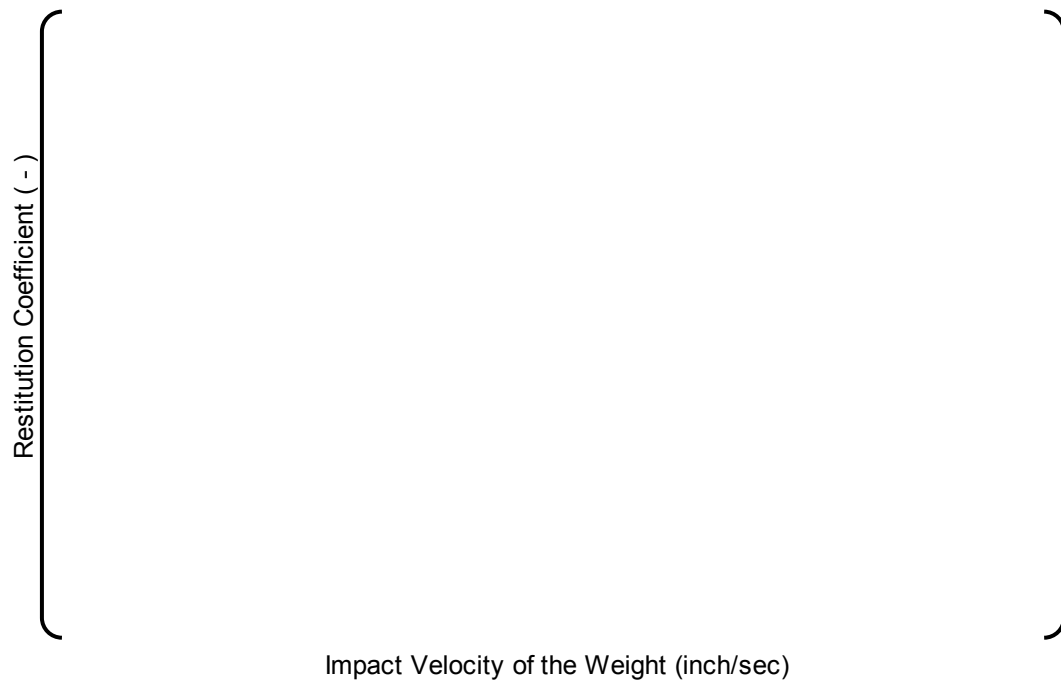 Restitution Coefficient ( - )
Impact Velocity of the Weight (inch/sec)